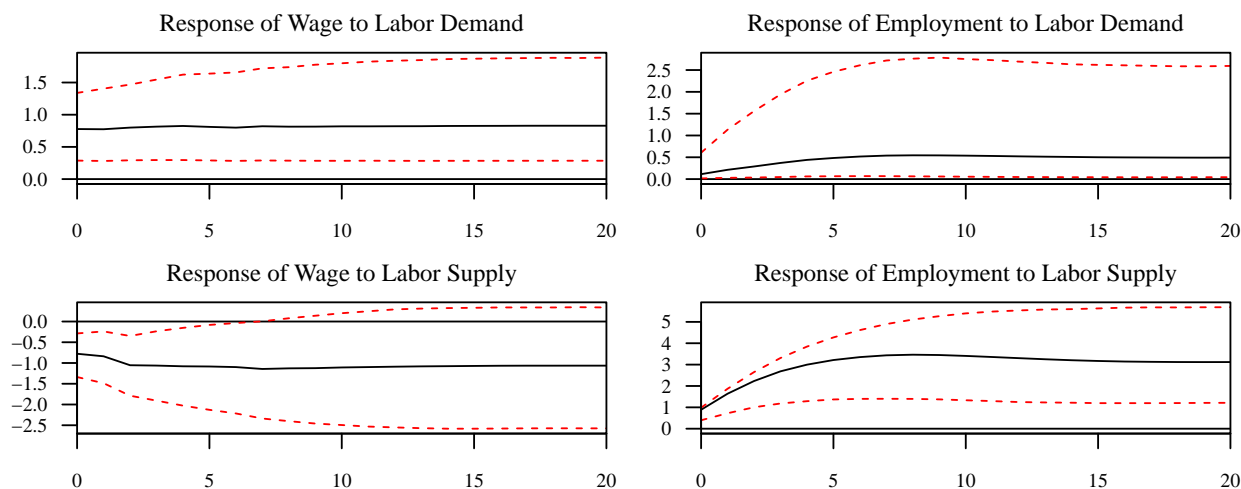 Response of Wage to Labor Demand
1.5
1.0
0.5
0.0
0 5 10 15 20
Response of Employment to Labor Demand
2.5
2.0
1.5
1.0
0.5
0.0
0 5 10 15 20
Response of Wage to Labor Supply
0.0
−0.5
−1.0
−1.5
−2.0
−2.5
0 5 10 15 20
Response of Employment to Labor Supply
5
4
3
2
1
0
0 5 10 15 20